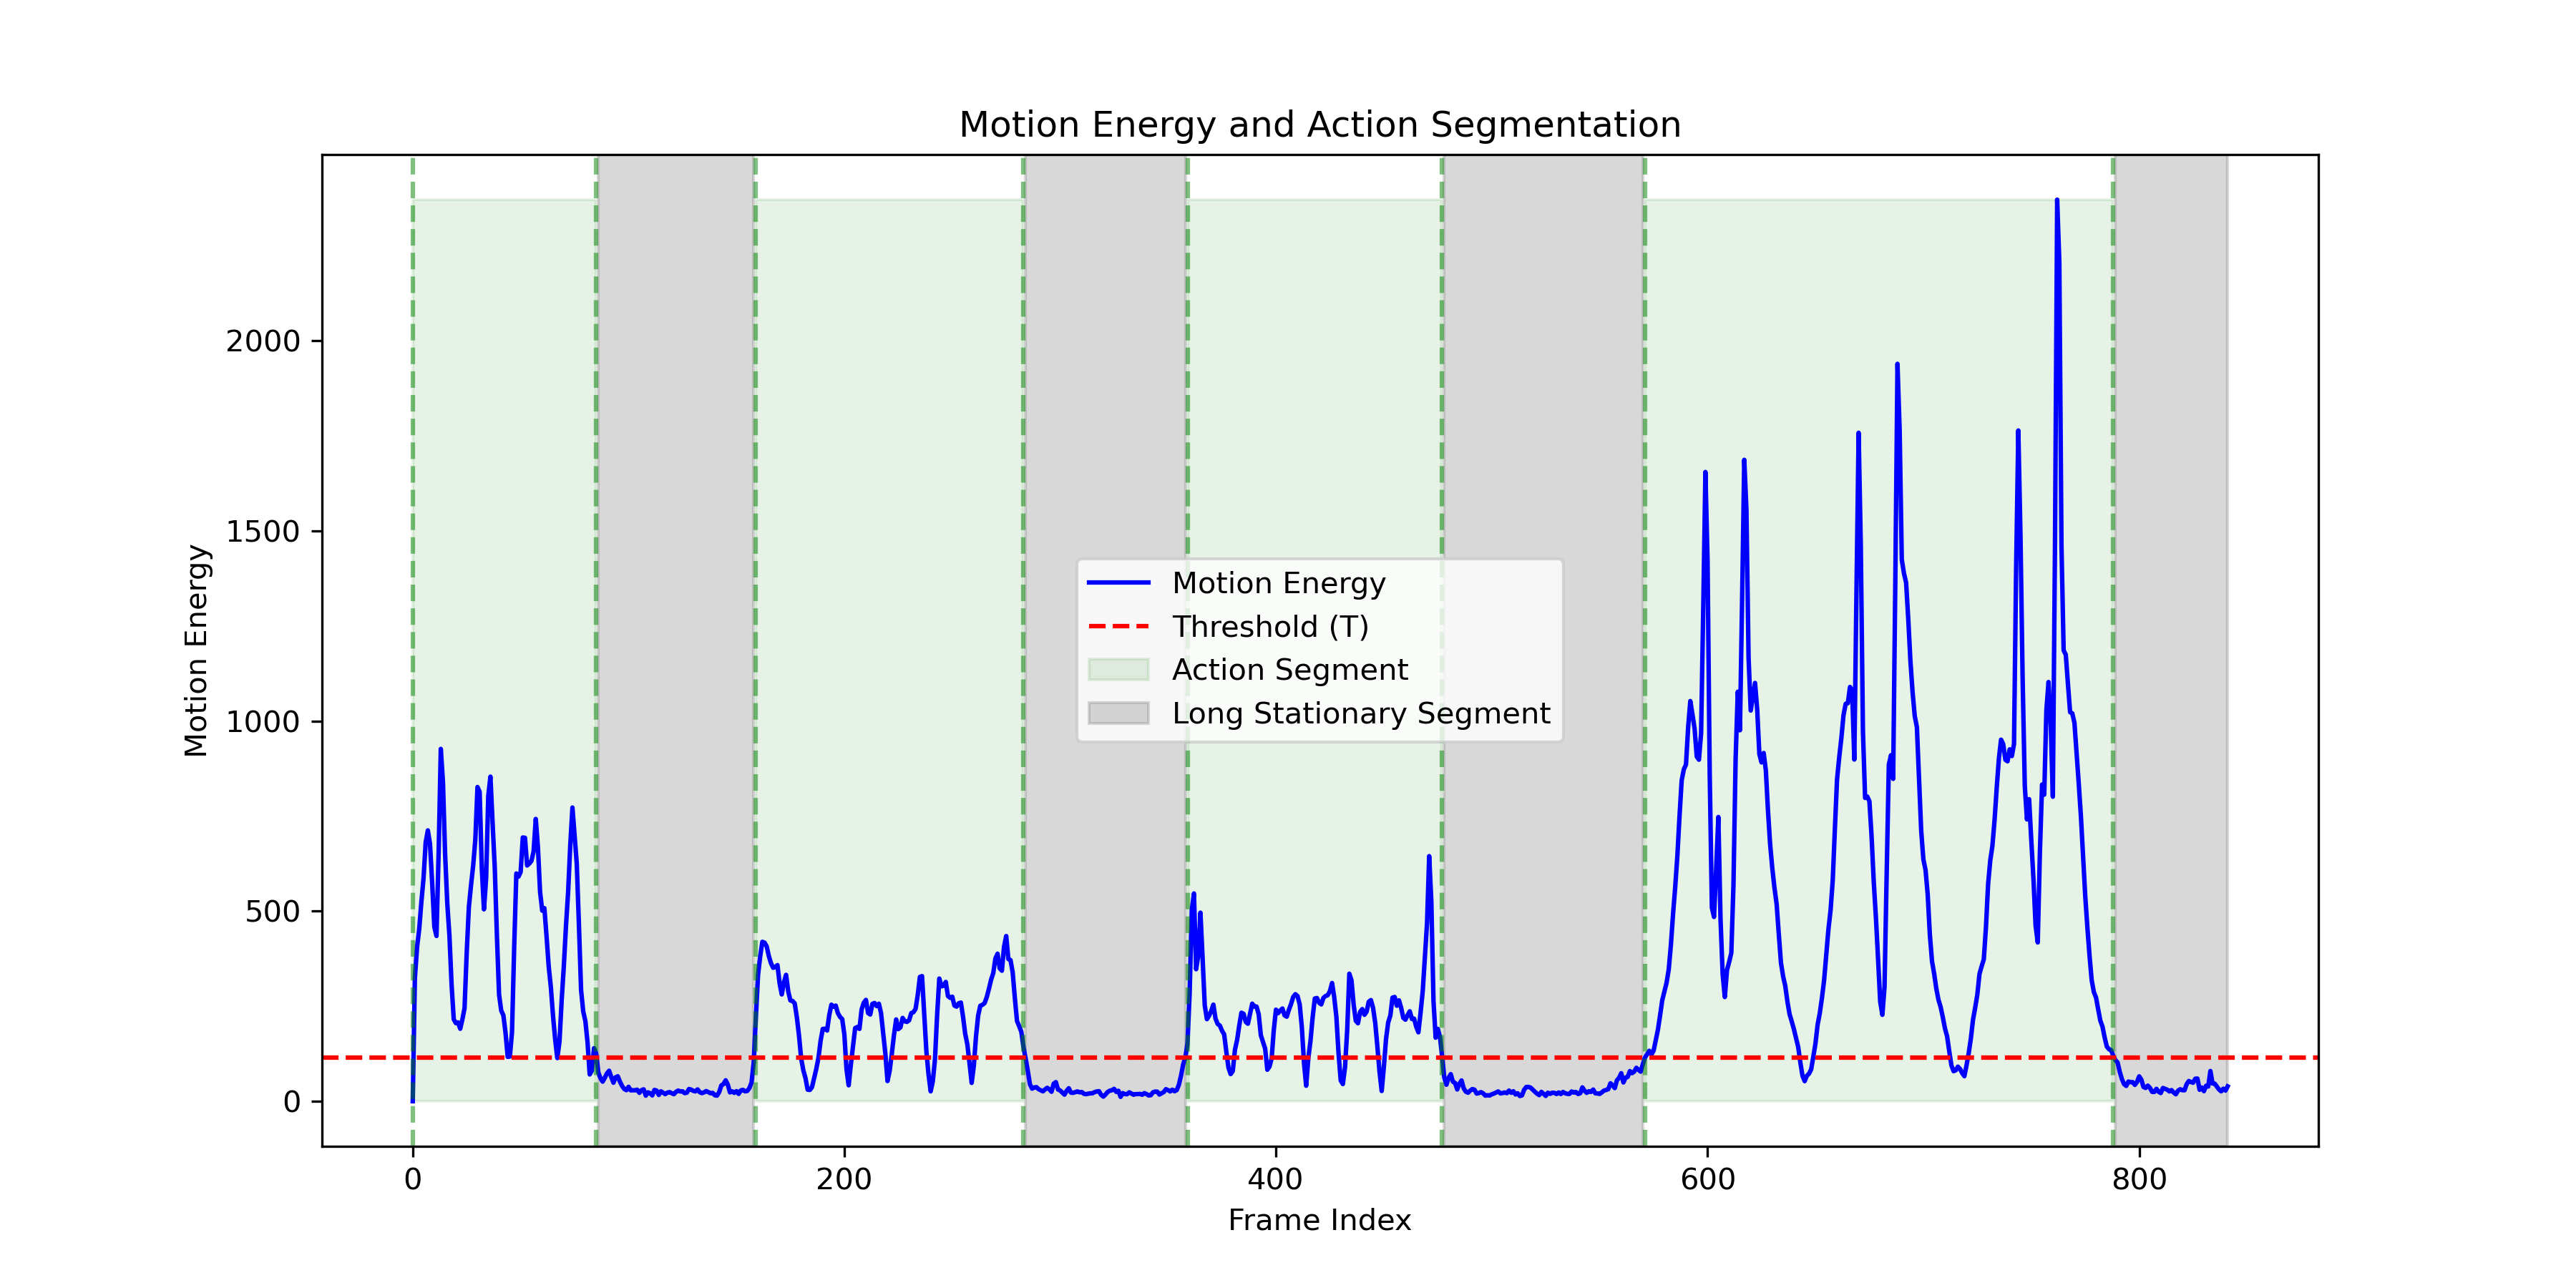 Motion Energy and Action Segmentation
Motion Energy
2000
1500
1000
500
0
Motion Energy
Threshold (T)
Action Segment
Long Stationary Segment
0 200 400 600 800
Frame Index